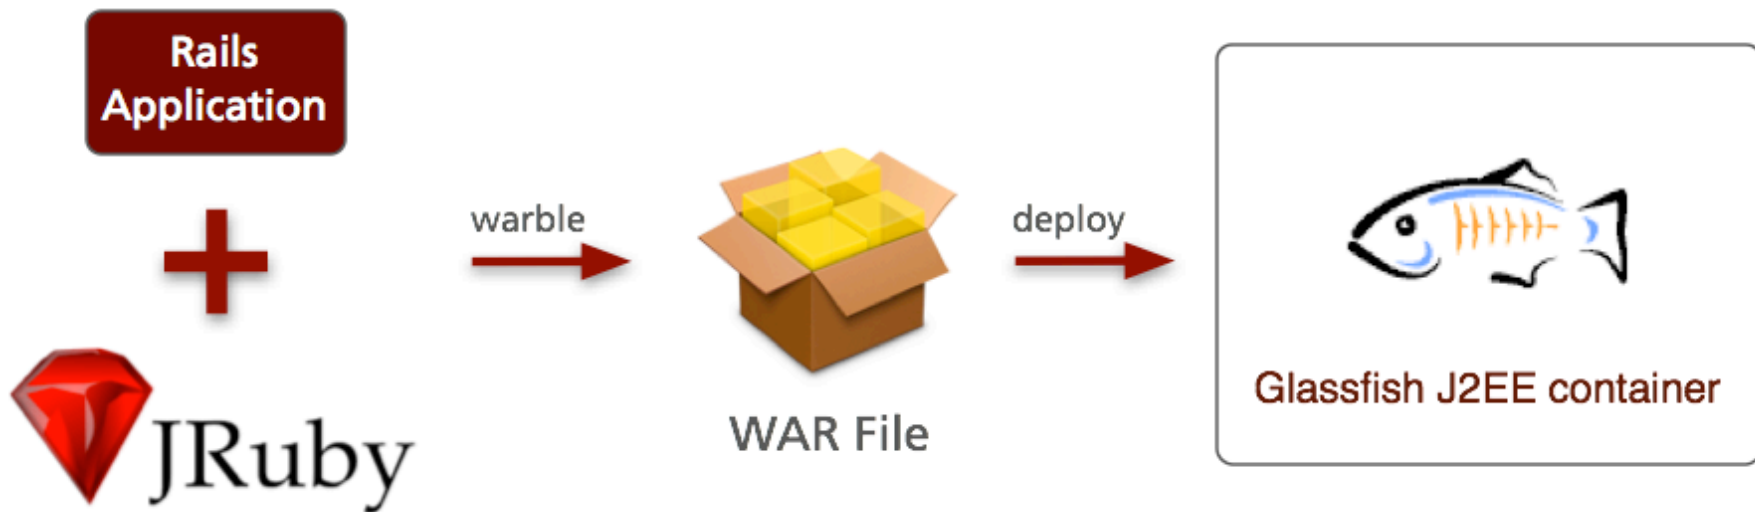 Rails
Application
JRuby
warble
WAR File
deploy
Glassfish J2EE container